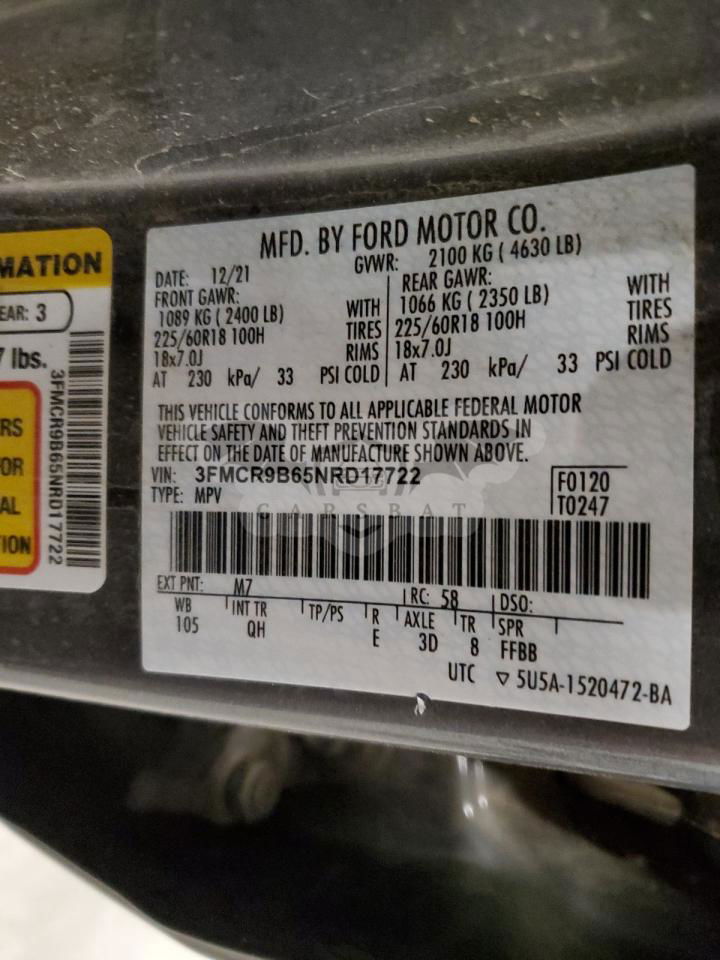 MATION
EAR: 3
7 lbs.
RS
OR
AL
TION
3FMCR9B65NRD17722
MFD. BY FORD MOTOR CO.
DATE: 12/21 GVWR: 2100 KG ( 4630 LB)
FRONT GAWR: REAR GAWR:
1089 KG ( 2400 LB) WITH 1066 KG ( 2350 LB) WITH
225/60R18 100H TIRES 225/60R18 100H TIRES
18x7.0J RIMS 18x7.0J RIMS
AT 230 kPa/ 33 PSI COLD AT 230 kPa/ 33 PSI COLD
THIS VEHICLE CONFORMS TO ALL APPLICABLE FEDERAL MOTOR
VEHICLE SAFETY AND THEFT PREVENTION STANDARDS IN
EFFECT ON THE DATE OF MANUFACTURE SHOWN ABOVE.
VIN: 3FMCR9B65NRD17722 F0120
TYPE: MPV T0247
CARSBAT
EXT PNT: M7 RC: 58 DSO:
WB INT TR TP/PS R AXLE TR SPR
105 QH E 3D 8 FFBB
UTC ▽ 5U5A-1520472-BA